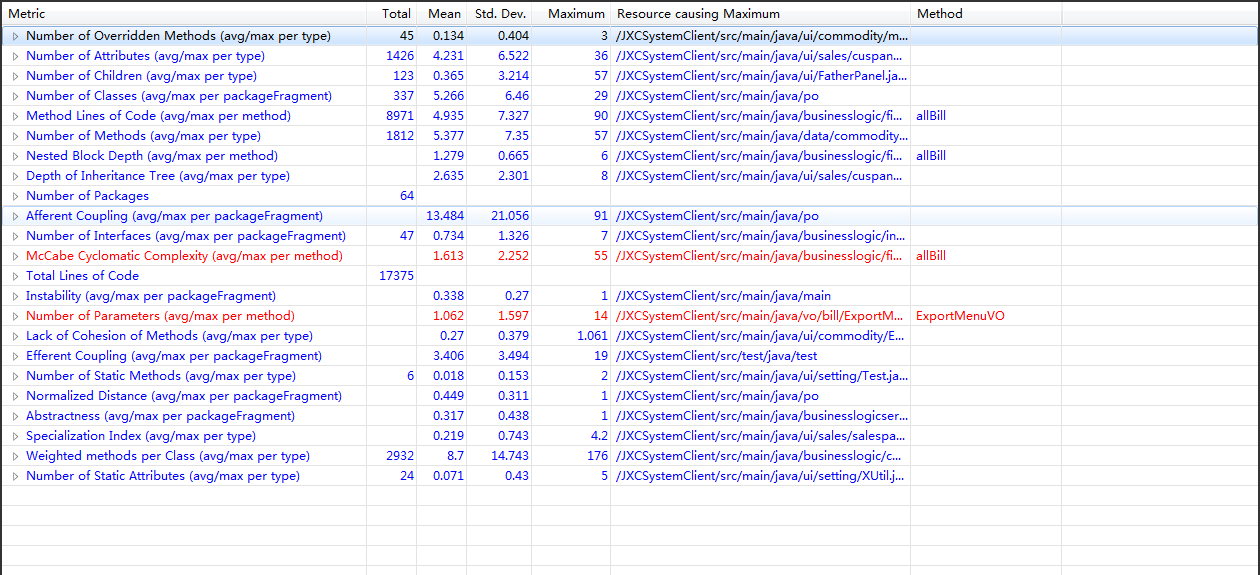 Metric Total Mean Std. Dev. Maximum Resource causing Maximum Method
Number of Overridden Methods (avg/max per type) 45 0.134 0.404 3 /JXCSystemClient/src/main/java/ui/commodity/m...
Number of Attributes (avg/max per type) 1426 4.231 6.522 36 /JXCSystemClient/src/main/java/ui/sales/cuspan...
Number of Children (avg/max per type) 123 0.365 3.214 57 /JXCSystemClient/src/main/java/ui/FatherPanel.ja...
Number of Classes (avg/max per packageFragment) 337 5.266 6.46 29 /JXCSystemClient/src/main/java/po
Method Lines of Code (avg/max per method) 8971 4.935 7.327 90 /JXCSystemClient/src/main/java/businesslogic/fi... allBill
Number of Methods (avg/max per type) 1812 5.377 7.35 57 /JXCSystemClient/src/main/java/data/commodity...
Nested Block Depth (avg/max per method) 1.279 0.665 6 /JXCSystemClient/src/main/java/businesslogic/fi... allBill
Depth of Inheritance Tree (avg/max per type) 2.635 2.301 8 /JXCSystemClient/src/main/java/ui/sales/cuspan...
Number of Packages 64
Afferent Coupling (avg/max per packageFragment) 13.484 21.056 91 /JXCSystemClient/src/main/java/po
Number of Interfaces (avg/max per packageFragment) 47 0.734 1.326 7 /JXCSystemClient/src/main/java/businesslogic/in...
McCabe Cyclomatic Complexity (avg/max per method) 1.613 2.252 55 /JXCSystemClient/src/main/java/businesslogic/fi... allBill
Total Lines of Code 17375
Instability (avg/max per packageFragment) 0.338 0.27 1 /JXCSystemClient/src/main/java/main
Number of Parameters (avg/max per method) 1.062 1.597 14 /JXCSystemClient/src/main/java/vo/bill/ExportM... ExportMenuVO
Lack of Cohesion of Methods (avg/max per type) 0.27 0.379 1.061 /JXCSystemClient/src/main/java/ui/commodity/E...
Efferent Coupling (avg/max per packageFragment) 3.406 3.494 19 /JXCSystemClient/src/test/java/test
Number of Static Methods (avg/max per type) 6 0.018 0.153 2 /JXCSystemClient/src/main/java/ui/setting/Test.ja...
Normalized Distance (avg/max per packageFragment) 0.449 0.311 1 /JXCSystemClient/src/main/java/po
Abstractness (avg/max per packageFragment) 0.317 0.438 1 /JXCSystemClient/src/main/java/businesslogicser...
Specialization Index (avg/max per type) 0.219 0.743 4.2 /JXCSystemClient/src/main/java/ui/sales/salespa...
Weighted methods per Class (avg/max per type) 2932 8.7 14.743 176 /JXCSystemClient/src/main/java/businesslogic/c...
Number of Static Attributes (avg/max per type) 24 0.071 0.43 5 /JXCSystemClient/src/main/java/ui/setting/XUtil.j...